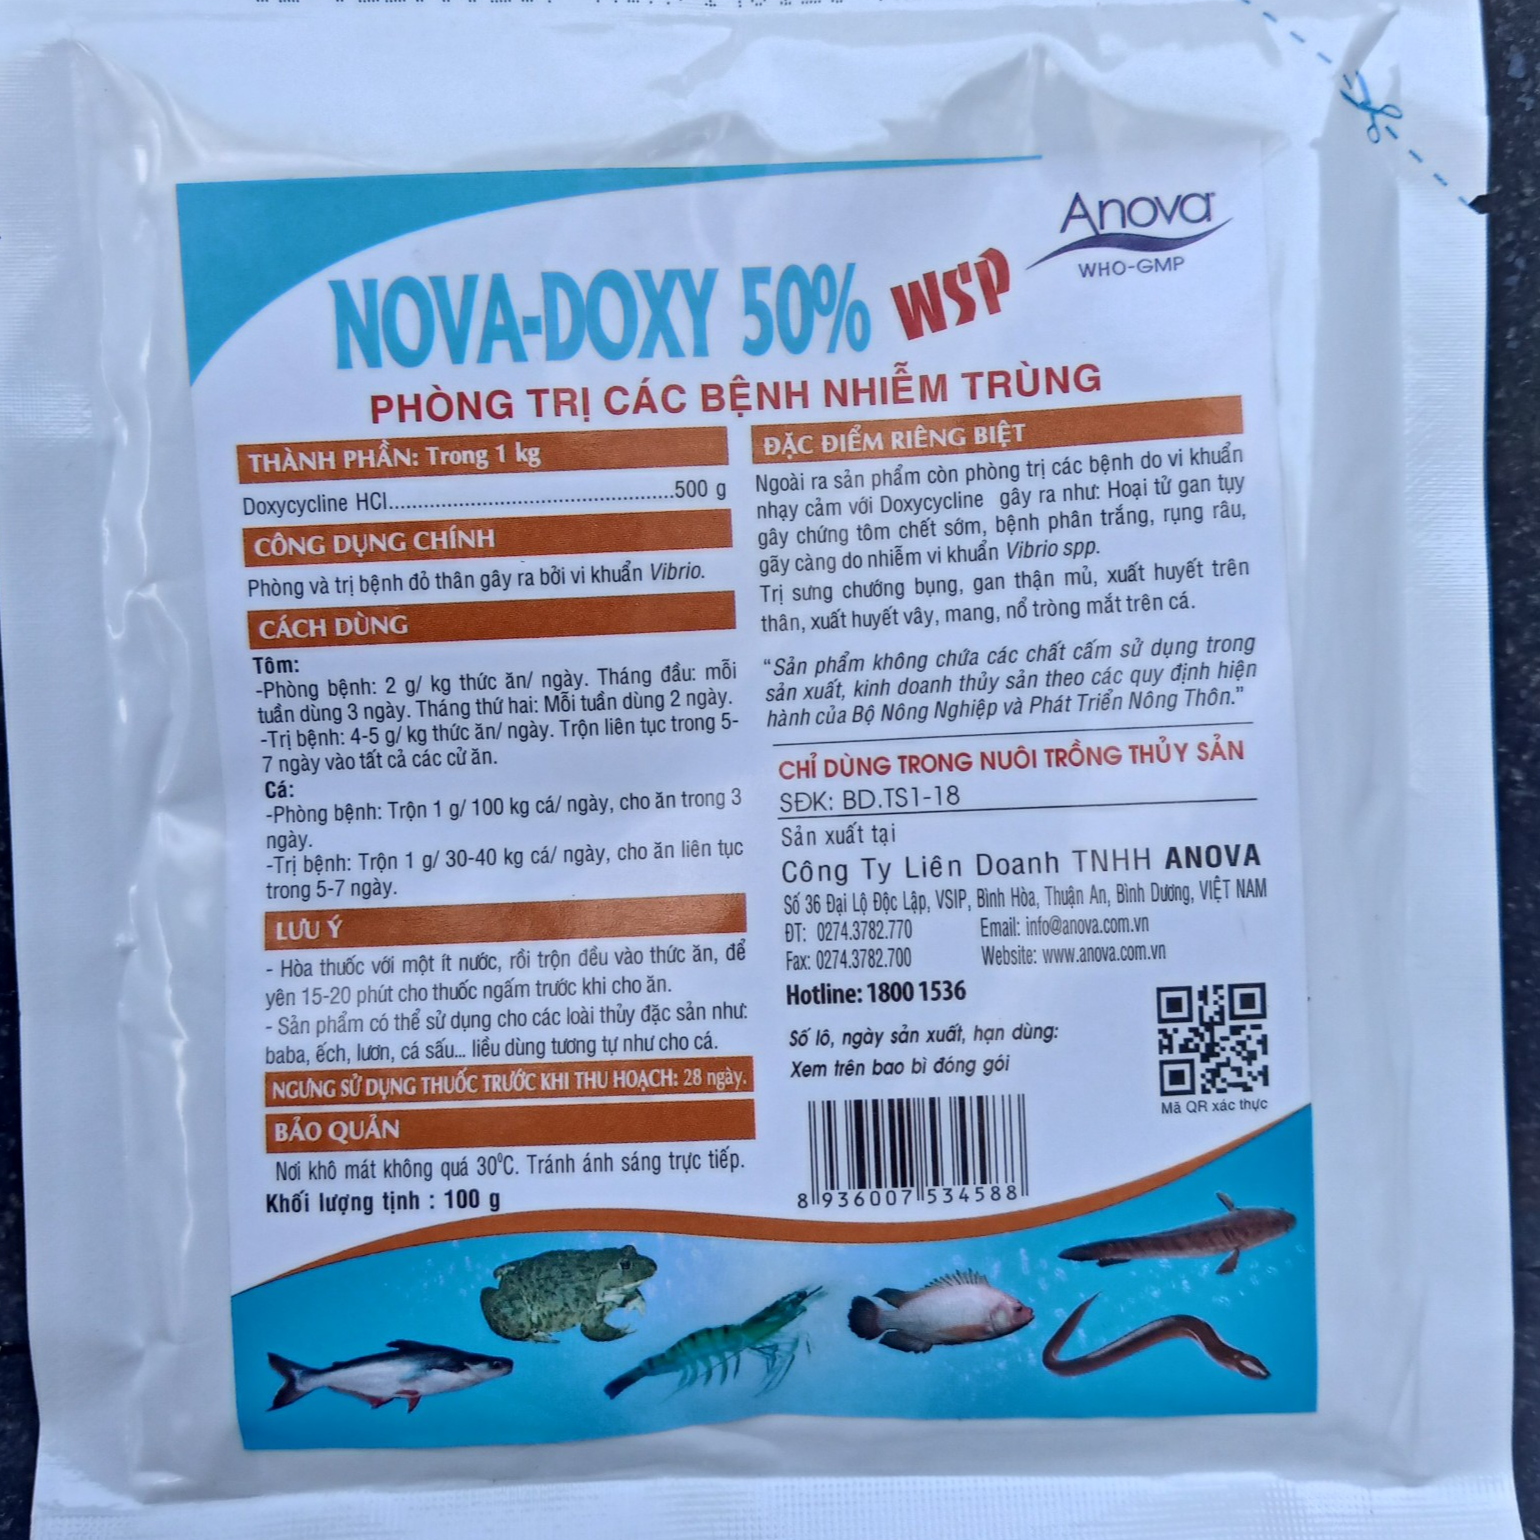 Anova
WHO-GMP
NOVA-DOXY 50% WSP
PHÒNG TRỊ CÁC BỆNH NHIỄM TRÙNG
THÀNH PHẦN: Trong 1 kg
Doxycycline HCl......................................500 g
CÔNG DỤNG CHÍNH
Phòng và trị bệnh đỏ thân gây ra bởi vi khuẩn Vibrio.
CÁCH DÙNG
Tôm:
-Phòng bệnh: 2 g/ kg thức ăn/ ngày. Tháng đầu: mỗi
tuần dùng 3 ngày. Tháng thứ hai: Mỗi tuần dùng 2 ngày.
-Trị bệnh: 4-5 g/ kg thức ăn/ ngày. Trộn liên tục trong 5-
7 ngày vào tất cả các cử ăn.
Cá:
-Phòng bệnh: Trộn 1 g/ 100 kg cá/ ngày, cho ăn trong 3
ngày.
-Trị bệnh: Trộn 1 g/ 30-40 kg cá/ ngày, cho ăn liên tục
trong 5-7 ngày.
LƯU Ý
- Hòa thuốc với một ít nước, rồi trộn đều vào thức ăn, để
yên 15-20 phút cho thuốc ngấm trước khi cho ăn.
- Sản phẩm có thể sử dụng cho các loài thủy đặc sản như:
baba, ếch, lươn, cá sấu... liều dùng tương tự như cho cá.
NGƯNG SỬ DỤNG THUỐC TRƯỚC KHI THU HOẠCH: 28 ngày.
BẢO QUẢN
Nơi khô mát không quá 30⁰C. Tránh ánh sáng trực tiếp.
Khối lượng tịnh : 100 g
ĐẶC ĐIỂM RIÊNG BIỆT
Ngoài ra sản phẩm còn phòng trị các bệnh do vi khuẩn
nhạy cảm với Doxycycline gây ra như: Hoại tử gan tụy
gây chứng tôm chết sớm, bệnh phân trắng, rụng râu,
gãy càng do nhiễm vi khuẩn Vibrio spp.
Trị sưng chướng bụng, gan thận mủ, xuất huyết trên
thân, xuất huyết vây, mang, nổ tròng mắt trên cá.
"Sản phẩm không chứa các chất cấm sử dụng trong
sản xuất, kinh doanh thủy sản theo các quy định hiện
hành của Bộ Nông Nghiệp và Phát Triển Nông Thôn."
CHỈ DÙNG TRONG NUÔI TRỒNG THỦY SẢN
SĐK: BD.TS1-18
Sản xuất tại
Công Ty Liên Doanh TNHH ANOVA
Số 36 Đại Lộ Độc Lập, VSIP, Bình Hòa, Thuận An, Bình Dương, VIỆT NAM
ĐT: 0274.3782.770 Email: info@anova.com.vn
Fax: 0274.3782.700 Website: www.anova.com.vn
Hotline: 1800 1536
Số lô, ngày sản xuất, hạn dùng:
Xem trên bao bì đóng gói
Mã QR xác thực
8 936007 534588